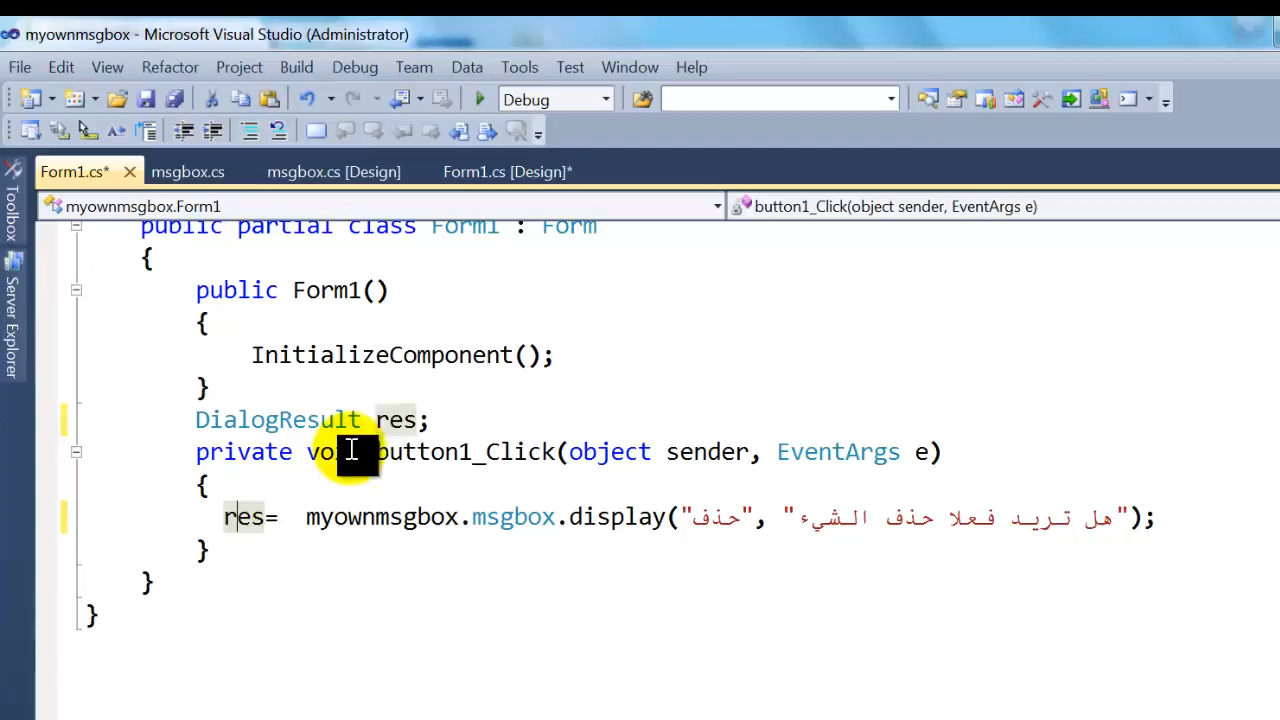 myownmsgbox - Microsoft Visual Studio (Administrator)
File Edit View Refactor Project Build Debug Team Data Tools Test Window Help
Debug
Form1.cs* msgbox.cs msgbox.cs [Design] Form1.cs [Design]*
myownmsgbox.Form1 button1_Click(object sender, EventArgs e)
Toolbox
Server Explorer
public partial class Form1 : Form
{
public Form1()
{
InitializeComponent();
}
DialogResult res;
private void button1_Click(object sender, EventArgs e)
{
res= myownmsgbox.msgbox.display("حذف", "هل تريد فعلا حذف الشيء");
}
}
}